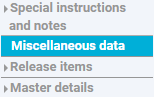 Special instructions
and notes
Miscellaneous data
Release items
Master details